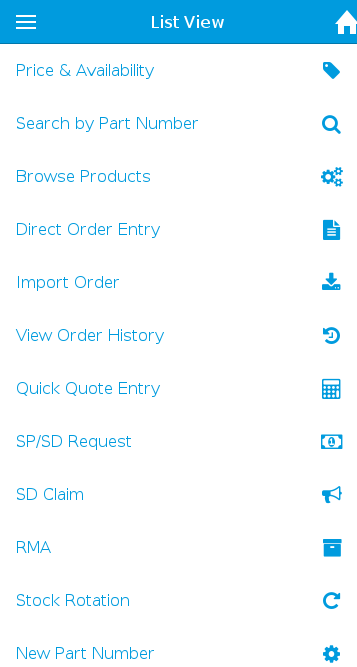 List View
Price & Availability
Search by Part Number
Browse Products
Direct Order Entry
Import Order
View Order History
Quick Quote Entry
SP/SD Request
SD Claim
RMA
Stock Rotation
New Part Number